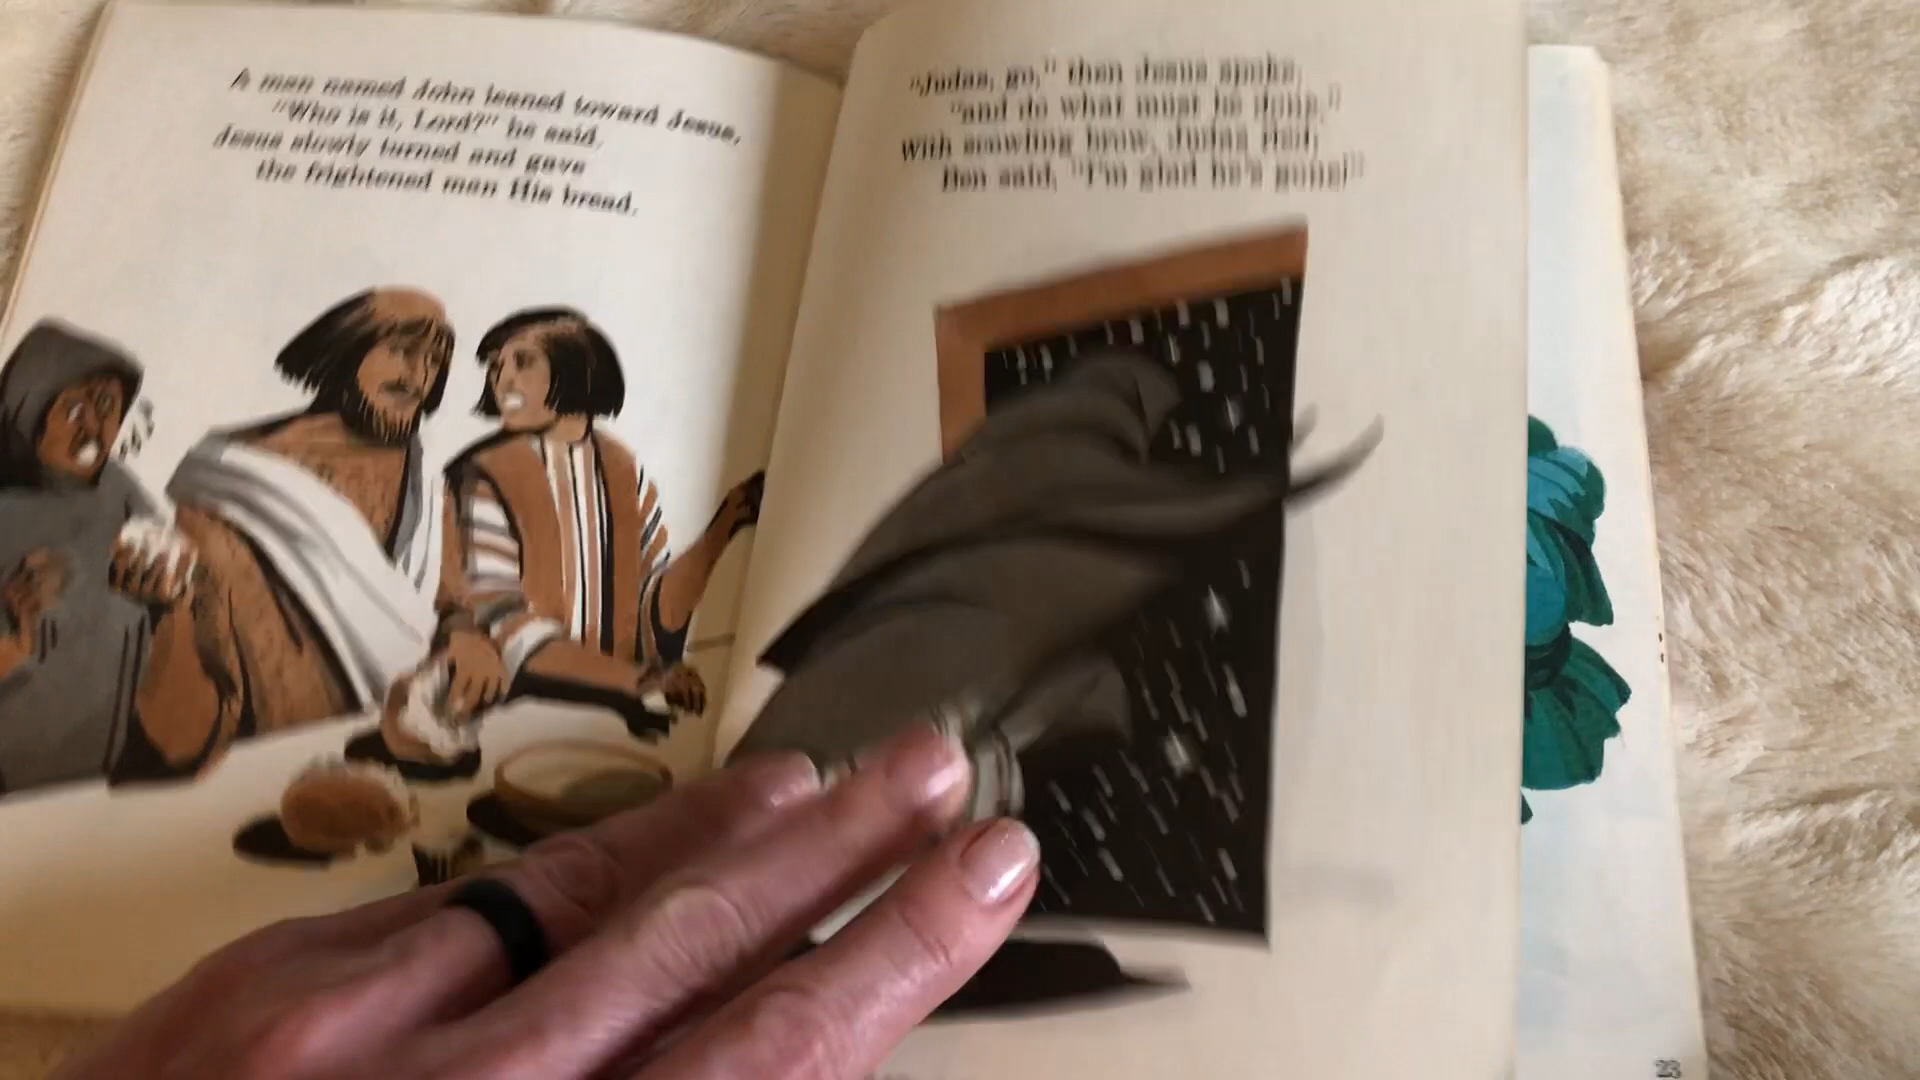 A man named John leaned toward Jesus.
"Who is it, Lord?" he said.
Jesus slowly turned and gave
the frightened man His bread.
"Judas, go," then Jesus spoke,
"and do what must be done."
With scowling brow, Judas fled;
Ben said, "I'm glad he's gone!"
23